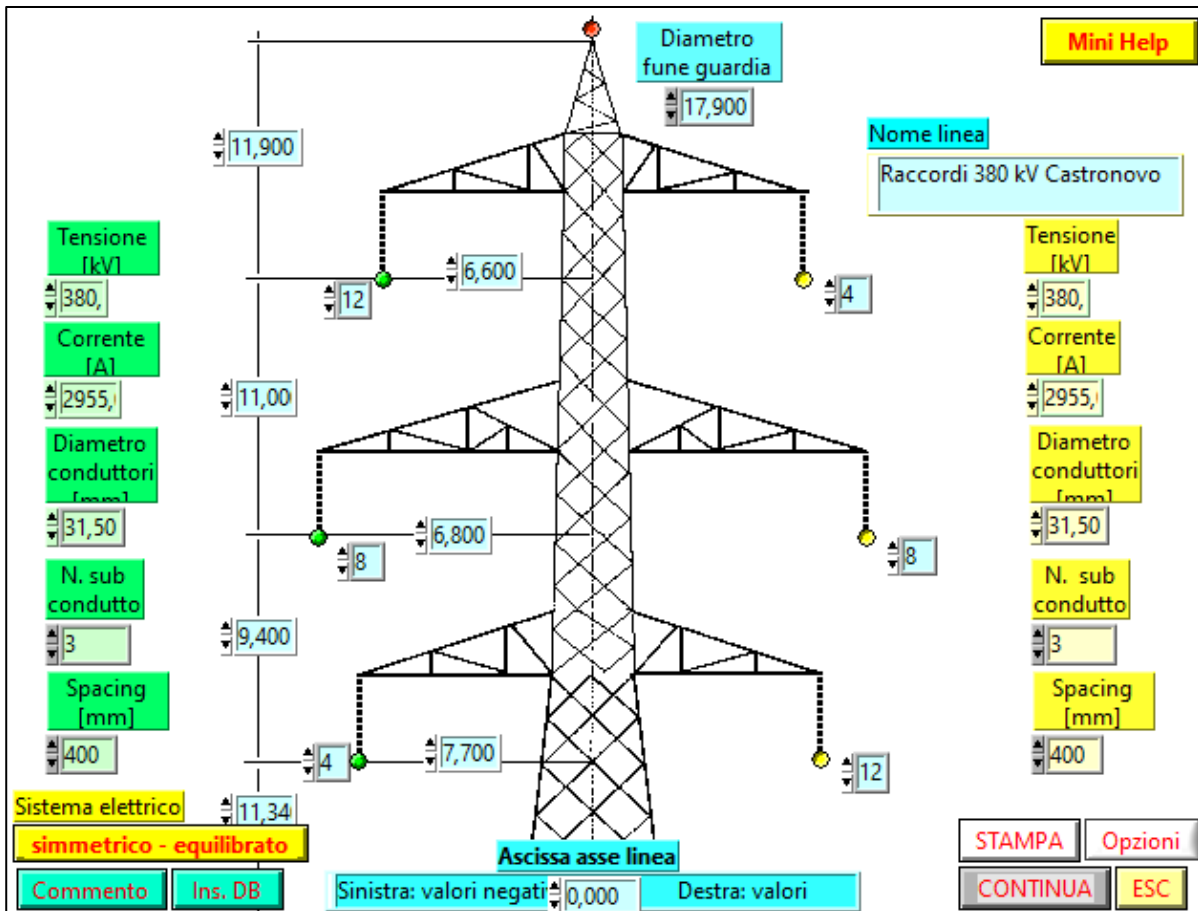 Diametro
fune guardia
17,900
Mini Help
11,900
Nome linea
Raccordi 380 kV Castronovo
Tensione
[kV]
380,
12
6,600
4
Tensione
[kV]
380,
Corrente
[A]
2955,
11,00
Corrente
[A]
2955,
Diametro
conduttori
[mm]
31,50
8
6,800
8
Diametro
conduttori
[mm]
31,50
N. sub
condutto
3
9,400
N. sub
condutto
3
Spacing
[mm]
400
4
7,700
12
Spacing
[mm]
400
Sistema elettrico
simmetrico - equilibrato
11,34
Commento
Ins. DB
Ascissa asse linea
Sinistra: valori negati
0,000
Destra: valori
STAMPA
Opzioni
CONTINUA
ESC